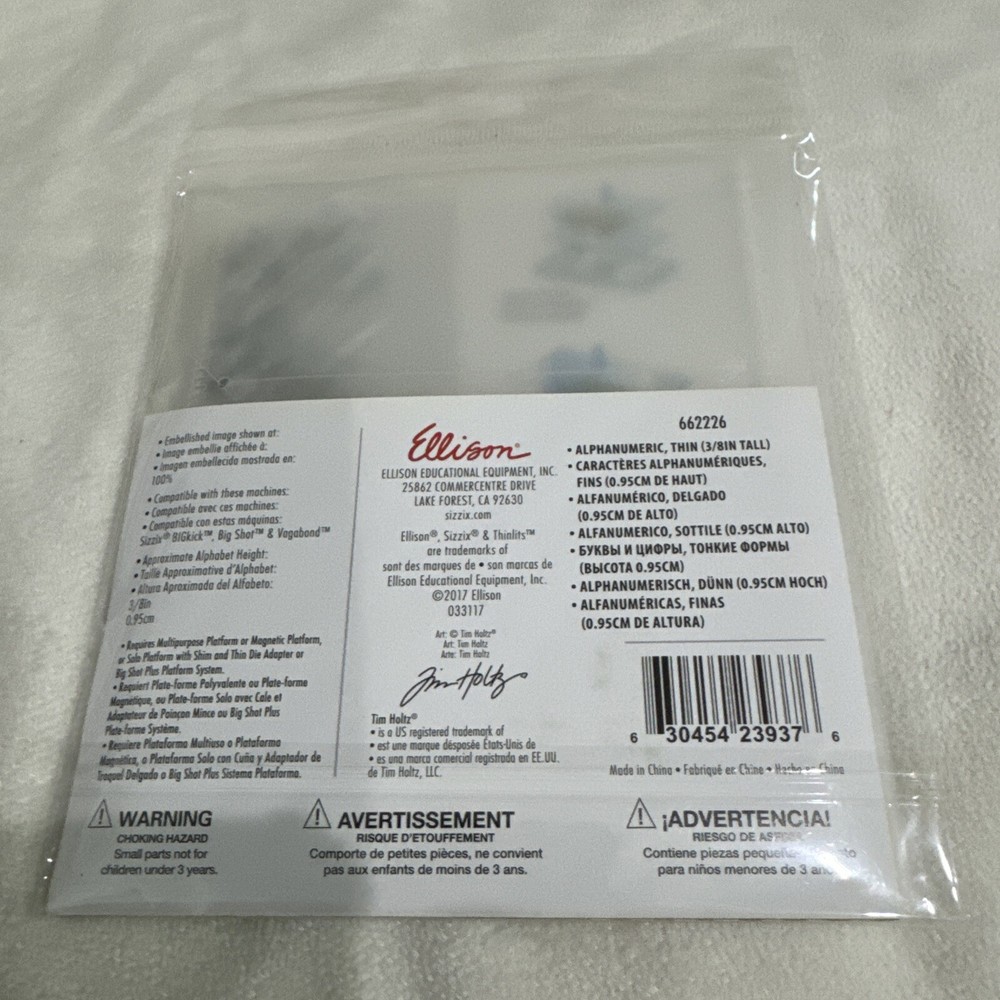 • Embellished image shown at:
• Image embellie affichée à:
• Imagen embellecida mostrada en:
100%
• Compatible with these machines:
• Compatible avec ces machines:
• Compatible con estas máquinas:
Sizzix® BIGkick™, Big Shot™ & Vagabond™
• Approximate Alphabet Height:
• Taille Approximative d'Alphabet:
• Altura Aproximada del Alfabeto:
3/8in
0.95cm
• Requires Multipurpose Platform or Magnetic Platform,
or Solo Platform with Shim and Thin Die Adapter or
Big Shot Plus Platform System.
• Requiert Plate-forme Polyvalente ou Plate-forme
Magnétique, ou Plate-forme Solo avec Cale et
Adaptateur de Poinçon Mince ou Big Shot Plus
Plate-forme Système.
• Requiere Plataforma Multiuso o Plataforma
Magnética, o Plataforma Solo con Cuña y Adaptador de
Troquel Delgado o Big Shot Plus Sistema Plataforma.
Ellison®
ELLISON EDUCATIONAL EQUIPMENT, INC.
25862 COMMERCENTRE DRIVE
LAKE FOREST, CA 92630
sizzix.com
Ellison®, Sizzix® & Thinlits™
are trademarks of
sont des marques de • son marcas de
Ellison Educational Equipment, Inc.
©2017 Ellison
033117
Art: © Tim Holtz®
Art: Tim Holtz
Arte: Tim Holtz
Tim Holtz
Tim Holtz®
• is a US registered trademark of
• est une marque déposée États-Unis de
• es una marca comercial registrada en EE.UU.
de Tim Holtz, LLC.
662226
• ALPHANUMERIC, THIN (3/8IN TALL)
• CARACTÈRES ALPHANUMÉRIQUES,
FINS (0.95CM DE HAUT)
• ALFANUMÉRICO, DELGADO
(0.95CM DE ALTO)
• ALFANUMERICO, SOTTILE (0.95CM ALTO)
• БУКВЫ И ЦИФРЫ, ТОНКИЕ ФОРМЫ
(ВЫСОТА 0.95CM)
• ALPHANUMERISCH, DÜNN (0.95CM HOCH)
• ALFANUMÉRICAS, FINAS
(0.95CM DE ALTURA)
6 30454 23937 6
Made in China • Fabriqué en Chine • Hecho en China
⚠ WARNING
CHOKING HAZARD
Small parts not for
children under 3 years.
⚠ AVERTISSEMENT
RISQUE D'ETOUFFEMENT
Comporte de petites pièces, ne convient
pas aux enfants de moins de 3 ans.
⚠ ¡ADVERTENCIA!
RIESGO DE
Contiene piezas
para niños menores de 3